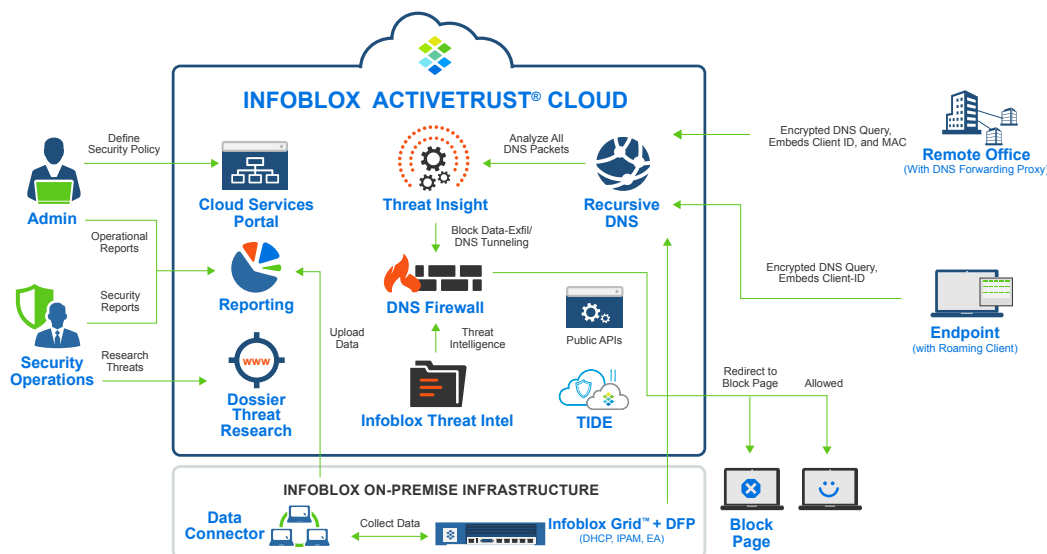 INFOBLOX ACTIVETRUST® CLOUD
Define
Security Policy
Admin
Operational
Reports
Security
Reports
Security
Operations
Research
Threats
Cloud Services
Portal
Reporting
www
Dossier
Threat
Research
Upload
Data
Threat Insight
Analyze All
DNS Packets
Recursive
DNS
Block Data-Exfil/
DNS Tunneling
DNS Firewall
Threat
Intelligence
Infoblox Threat Intel
Public APIs
TIDE
Encrypted DNS Query,
Embeds Client ID, and MAC
Remote Office
(With DNS Forwarding Proxy)
Encrypted DNS Query,
Embeds Client-ID
Endpoint
(with Roaming Client)
Redirect to
Block Page
Allowed
Block
Page
INFOBLOX ON-PREMISE INFRASTRUCTURE
Data
Connector
Collect Data
Infoblox Grid™ + DFP
(DHCP, IPAM, EA)